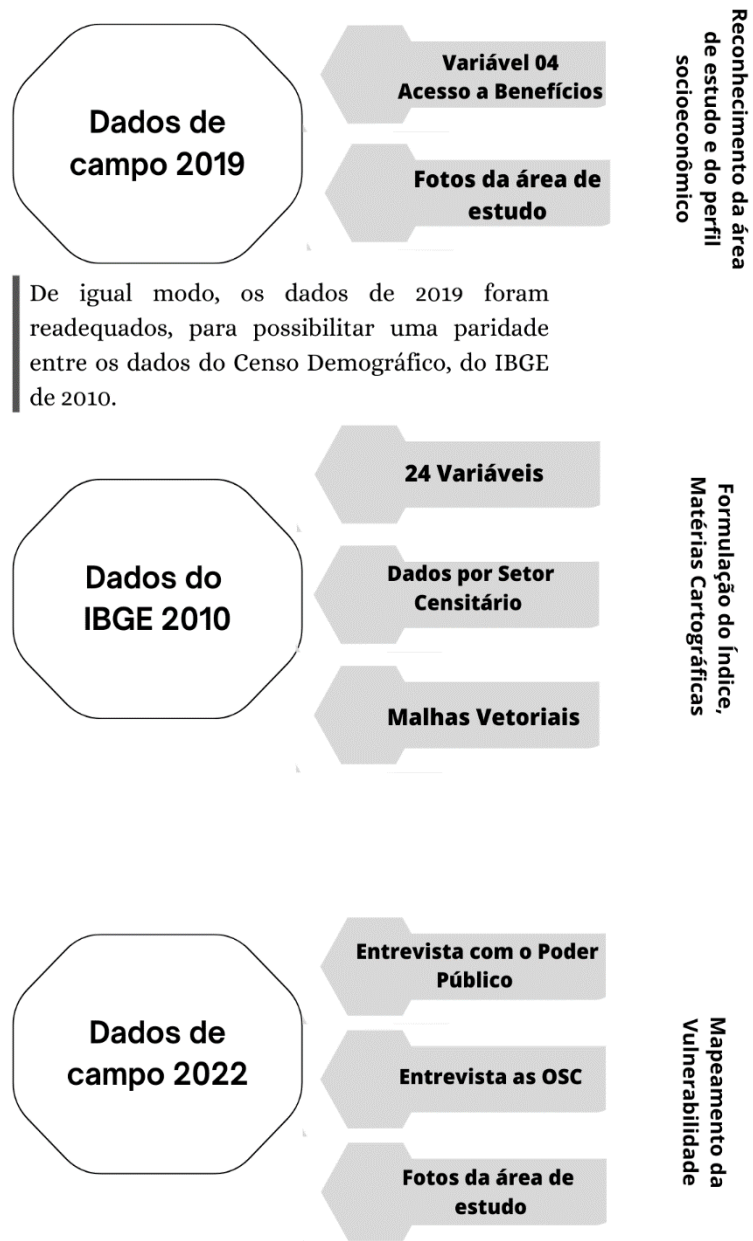 Dados de
campo 2019
Variável 04
Acesso a Benefícios
Fotos da área de
estudo
Reconhecimento da área
de estudo e do perfil
socioeconômico
De igual modo, os dados de 2019 foram
readequados, para possibilitar uma paridade
entre os dados do Censo Demográfico, do IBGE
de 2010.
Dados do
IBGE 2010
24 Variáveis
Dados por Setor
Censitário
Malhas Vetoriais
Formulação do Índice,
Matérias Cartográficas
Dados de
campo 2022
Entrevista com o Poder
Público
Entrevista as OSC
Fotos da área de
estudo
Mapeamento da
Vulnerabilidade